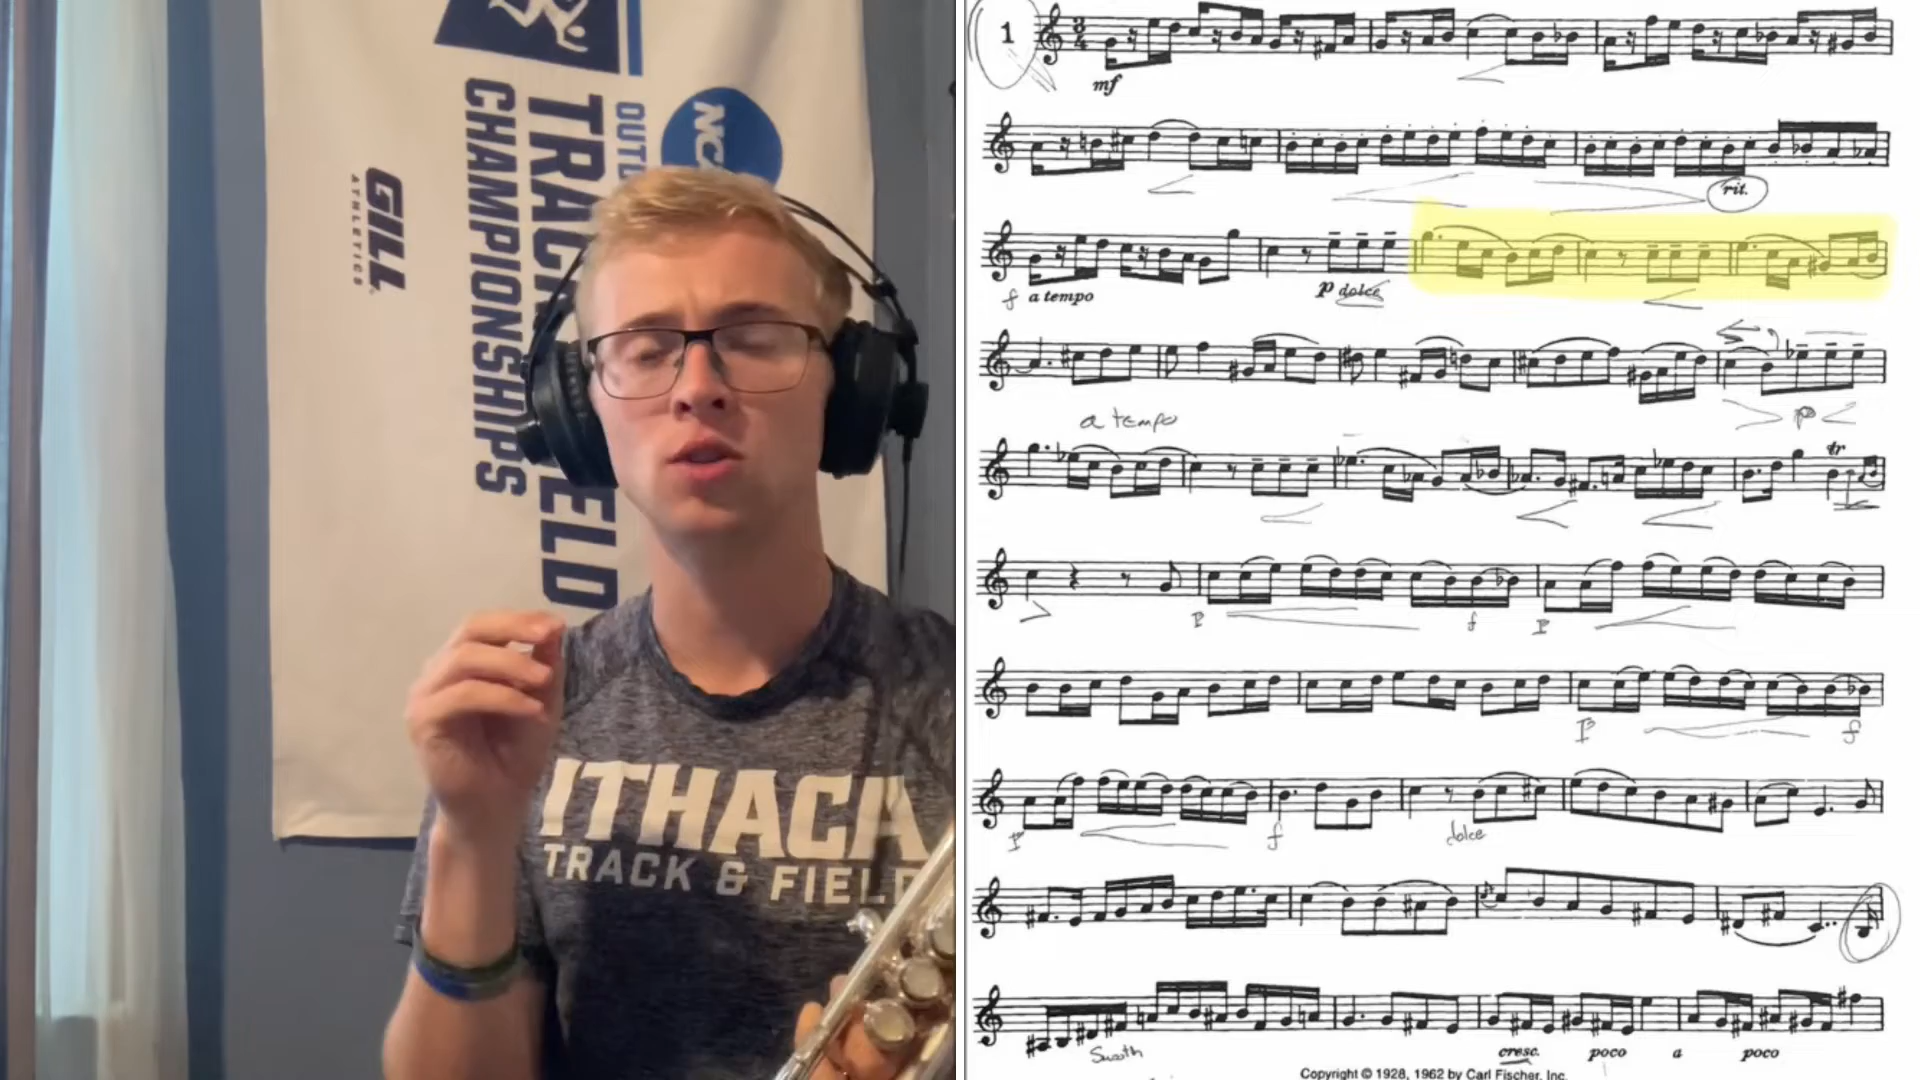 OUTDOOR
TRACK & FIELD
CHAMPIONSHIPS
NCAA
GILL
ATHLETICS
ITHACA
TRACK & FIELD
1
mf
rit.
f a tempo
p dolce
a tempo
p
tr
p
f
p
p
f
p
f
dolce
Smooth
cresc. poco a poco
Copyright © 1928, 1962 by Carl Fischer, Inc.